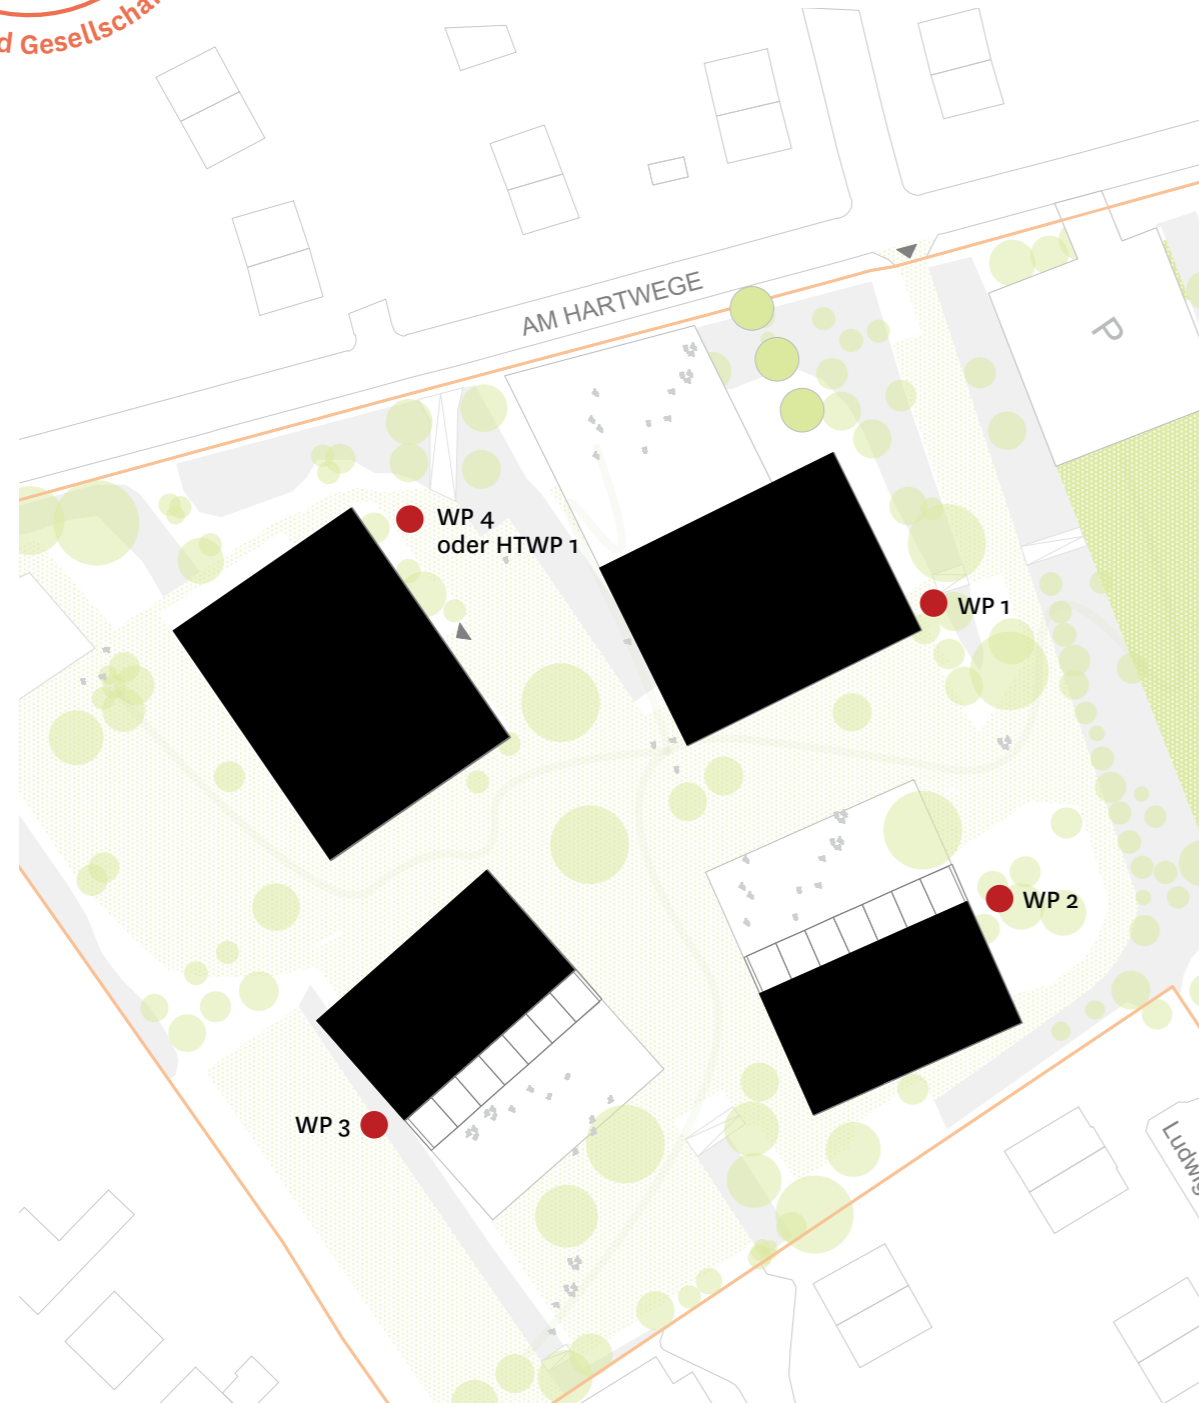 d Gesellscha
AM HARTWEGE
P
WP 4
oder HTWP 1
WP 1
WP 2
WP 3
Ludwig